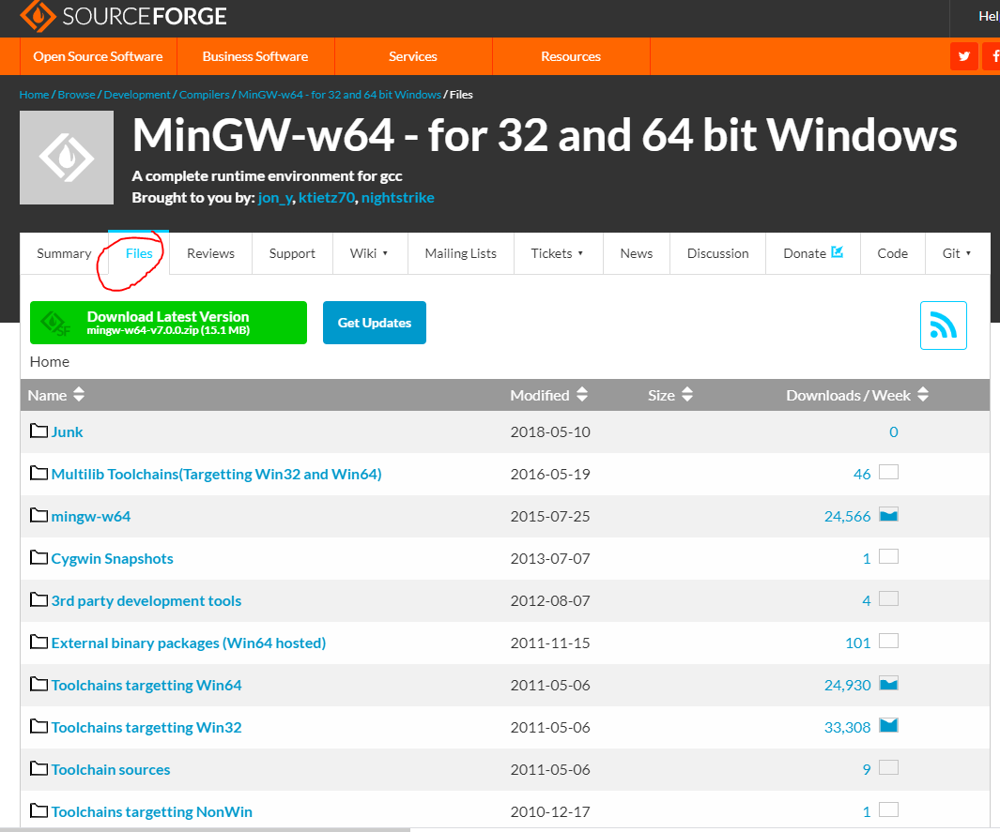 SOURCEFORGE
Hel
Open Source Software Business Software Services Resources
Home / Browse / Development / Compilers / MinGW-w64 - for 32 and 64 bit Windows / Files
MinGW-w64 - for 32 and 64 bit Windows
A complete runtime environment for gcc
Brought to you by: jon_y, ktietz70, nightstrike
Summary Files Reviews Support Wiki ▾ Mailing Lists Tickets ▾ News Discussion Donate Code Git ▾
Download Latest Version
mingw-w64-v7.0.0.zip (15.1 MB)
SF
Get Updates
Home
Name Modified Size Downloads / Week
Junk 2018-05-10 0
Multilib Toolchains(Targetting Win32 and Win64) 2016-05-19 46
mingw-w64 2015-07-25 24,566
Cygwin Snapshots 2013-07-07 1
3rd party development tools 2012-08-07 4
External binary packages (Win64 hosted) 2011-11-15 101
Toolchains targetting Win64 2011-05-06 24,930
Toolchains targetting Win32 2011-05-06 33,308
Toolchain sources 2011-05-06 9
Toolchains targetting NonWin 2010-12-17 1